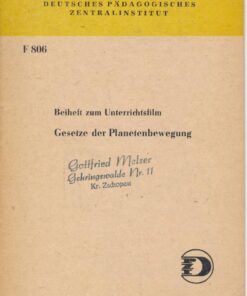 DEUTSCHES PÄDAGOGISCHES
ZENTRALINSTITUT
F 806
Beiheft zum Unterrichtsfilm
Gesetze der Planetenbewegung
Gottfried Melzer
Gehringswalde Nr. 11
Kr. Zschopau